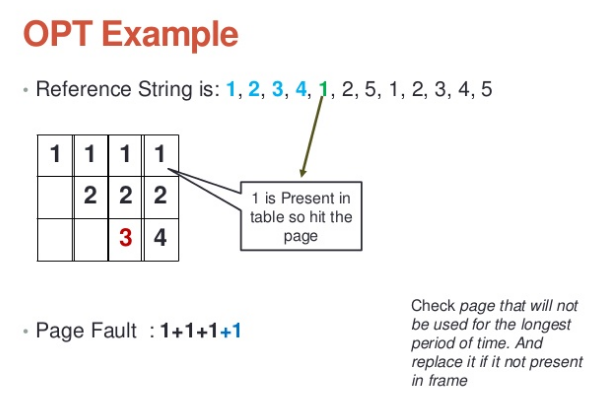 OPT Example
• Reference String is: 1, 2, 3, 4, 1, 2, 5, 1, 2, 3, 4, 5
1 1 1 1
2 2 2
3 4
1 is Present in
table so hit the
page
• Page Fault : 1+1+1+1
Check page that will not
be used for the longest
period of time. And
replace it if it not present
in frame